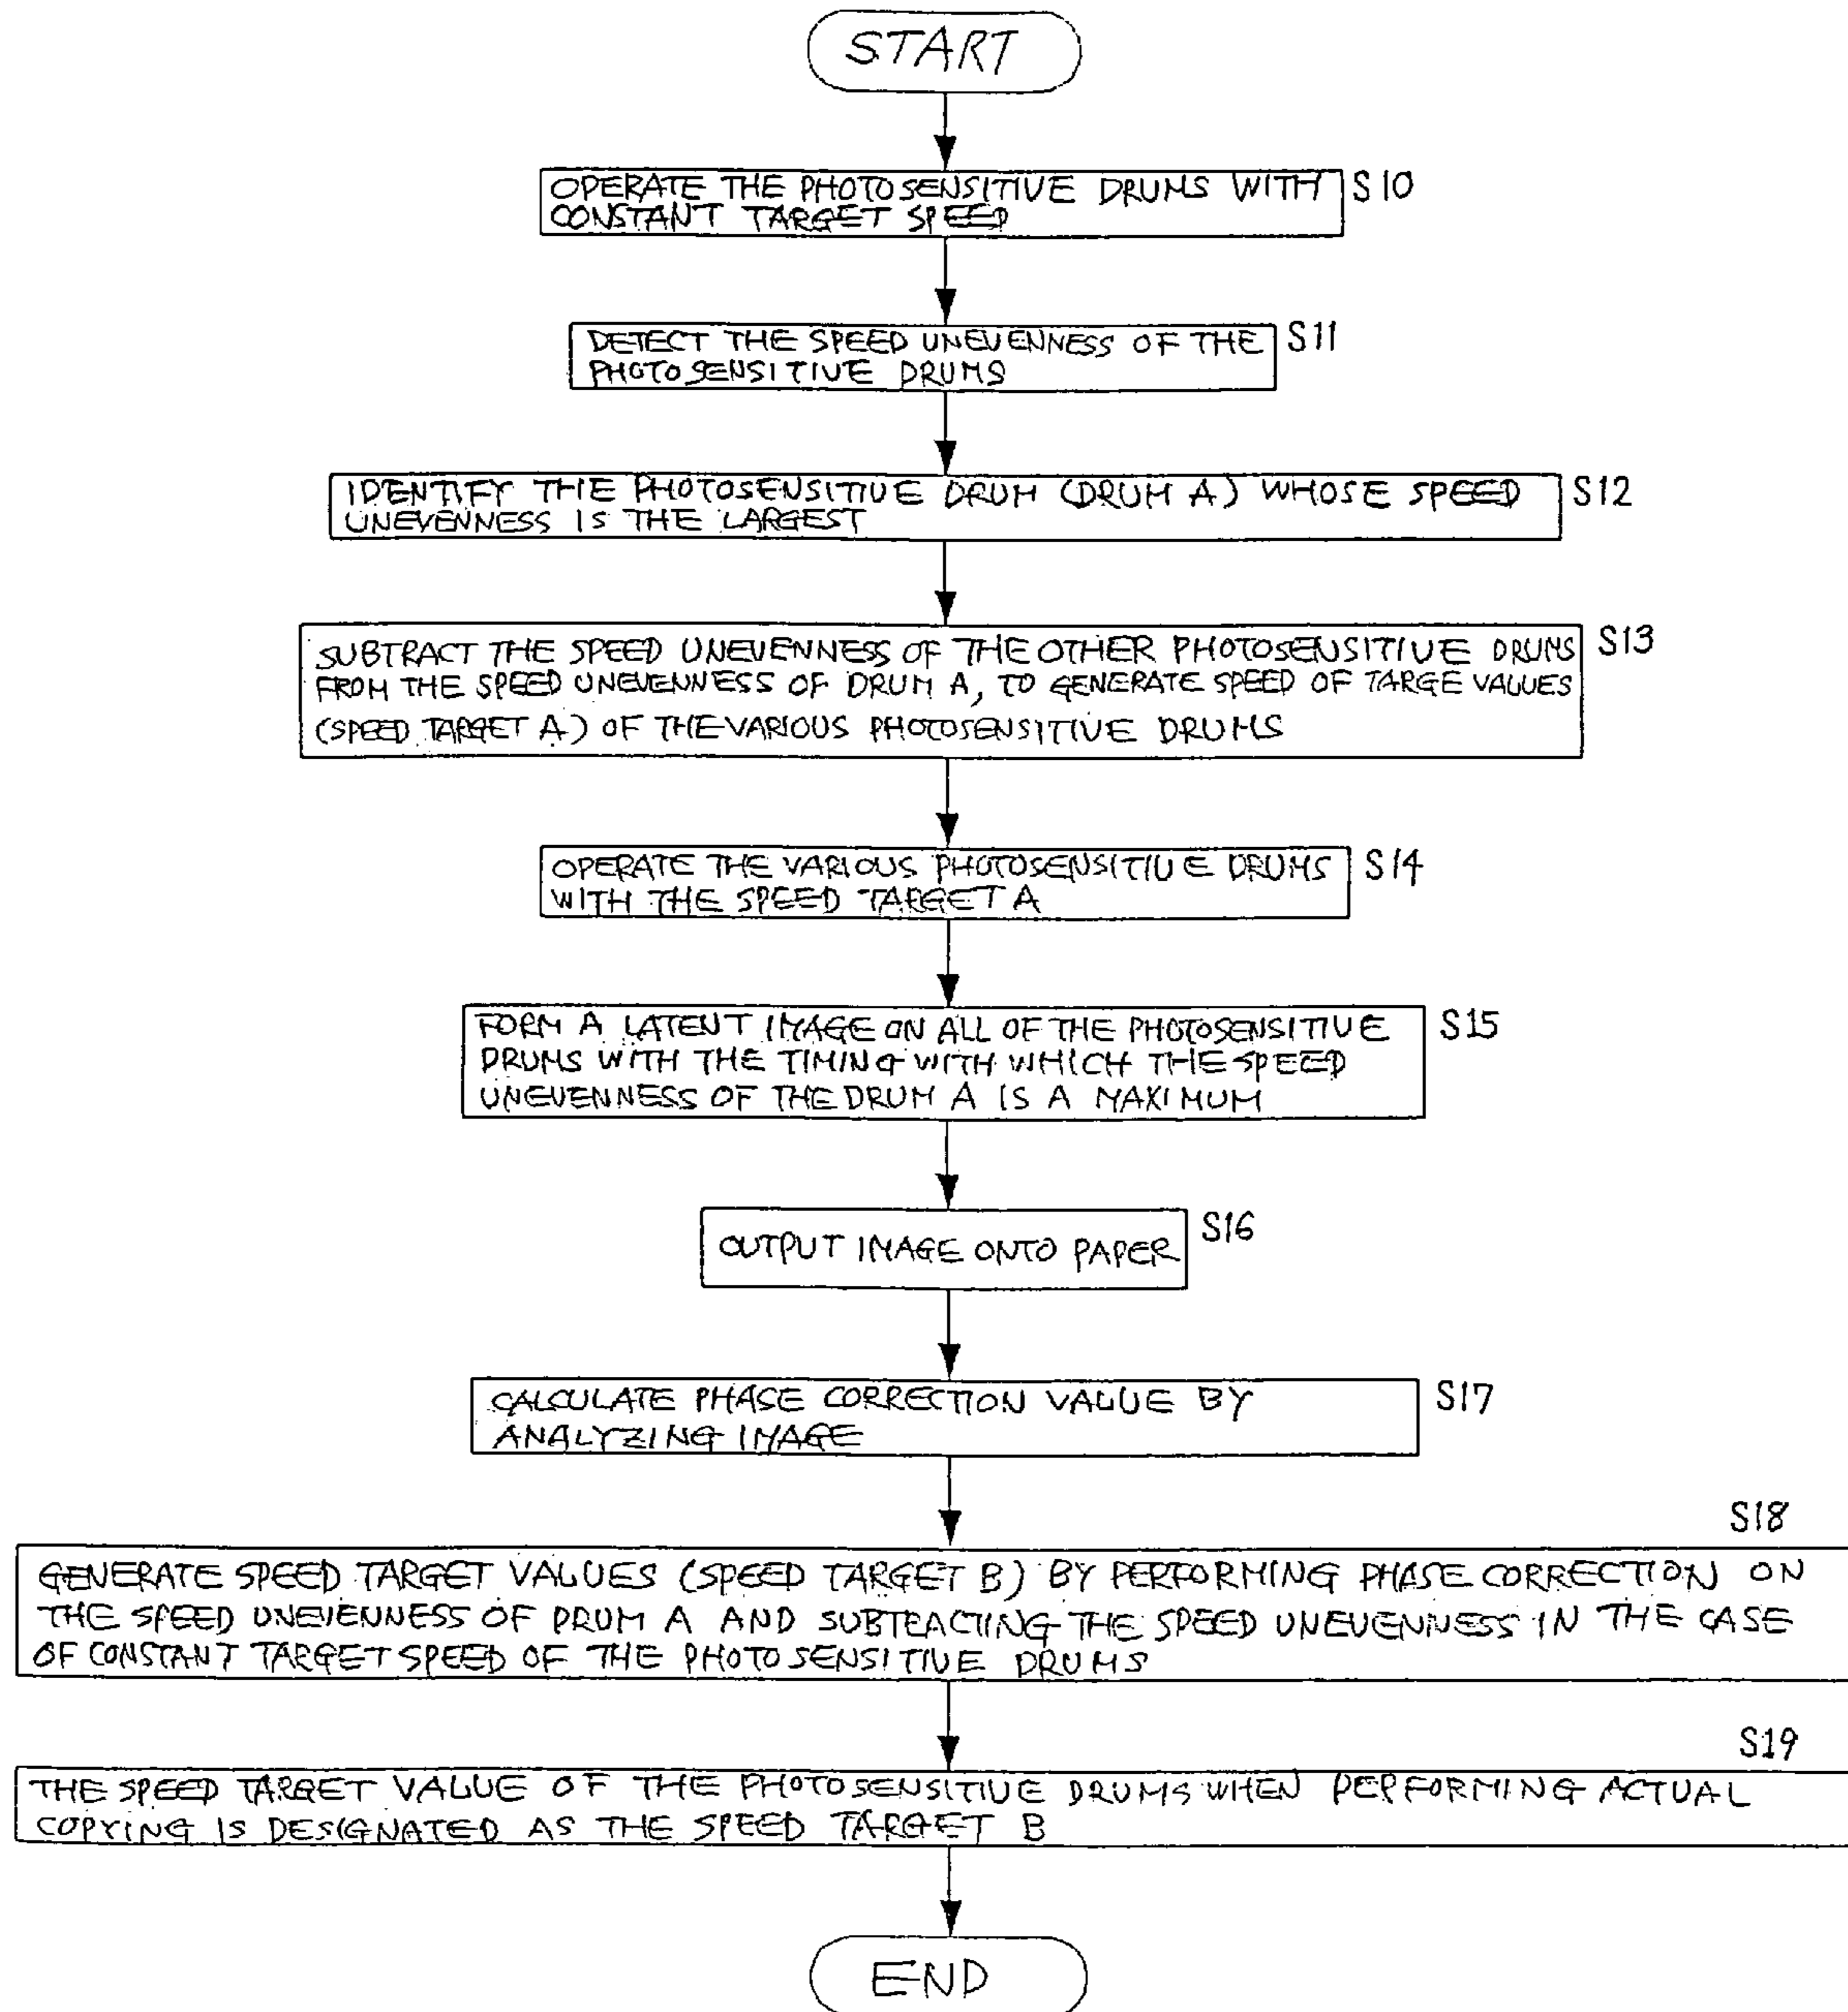 START
OPERATE THE PHOTOSENSITIVE DRUMS WITH
CONSTANT TARGET SPEED
S10
DETECT THE SPEED UNEVENNESS OF THE
PHOTOSENSITIVE DRUMS
S11
IDENTIFY THE PHOTOSENSITIVE DRUM (DRUM A) WHOSE SPEED
UNEVENNESS IS THE LARGEST
S12
SUBTRACT THE SPEED UNEVENNESS OF THE OTHER PHOTOSENSITIVE DRUMS
FROM THE SPEED UNEVENNESS OF DRUM A, TO GENERATE SPEED OF TARGE VALUES
(SPEED TARGET A) OF THE VARIOUS PHOTOSENSITIVE DRUMS
S13
OPERATE THE VARIOUS PHOTOSENSITIVE DRUMS
WITH THE SPEED TARGET A
S14
FORM A LATENT IMAGE ON ALL OF THE PHOTOSENSITIVE
DRUMS WITH THE TIMING WITH WHICH THE SPEED
UNEVENNESS OF THE DRUM A IS A MAXIMUM
S15
OUTPUT IMAGE ONTO PAPER
S16
CALCULATE PHASE CORRECTION VALUE BY
ANALYZING IMAGE
S17
S18
GENERATE SPEED TARGET VALUES (SPEED TARGET B) BY PERFORMING PHASE CORRECTION ON
THE SPEED UNEVENNESS OF DRUM A AND SUBTRACTING THE SPEED UNEVENNESS IN THE CASE
OF CONSTANT TARGET SPEED OF THE PHOTOSENSITIVE DRUMS
S19
THE SPEED TARGET VALUE OF THE PHOTOSENSITIVE DRUMS WHEN PERFORMING ACTUAL
COPYING IS DESIGNATED AS THE SPEED TARGET B
END